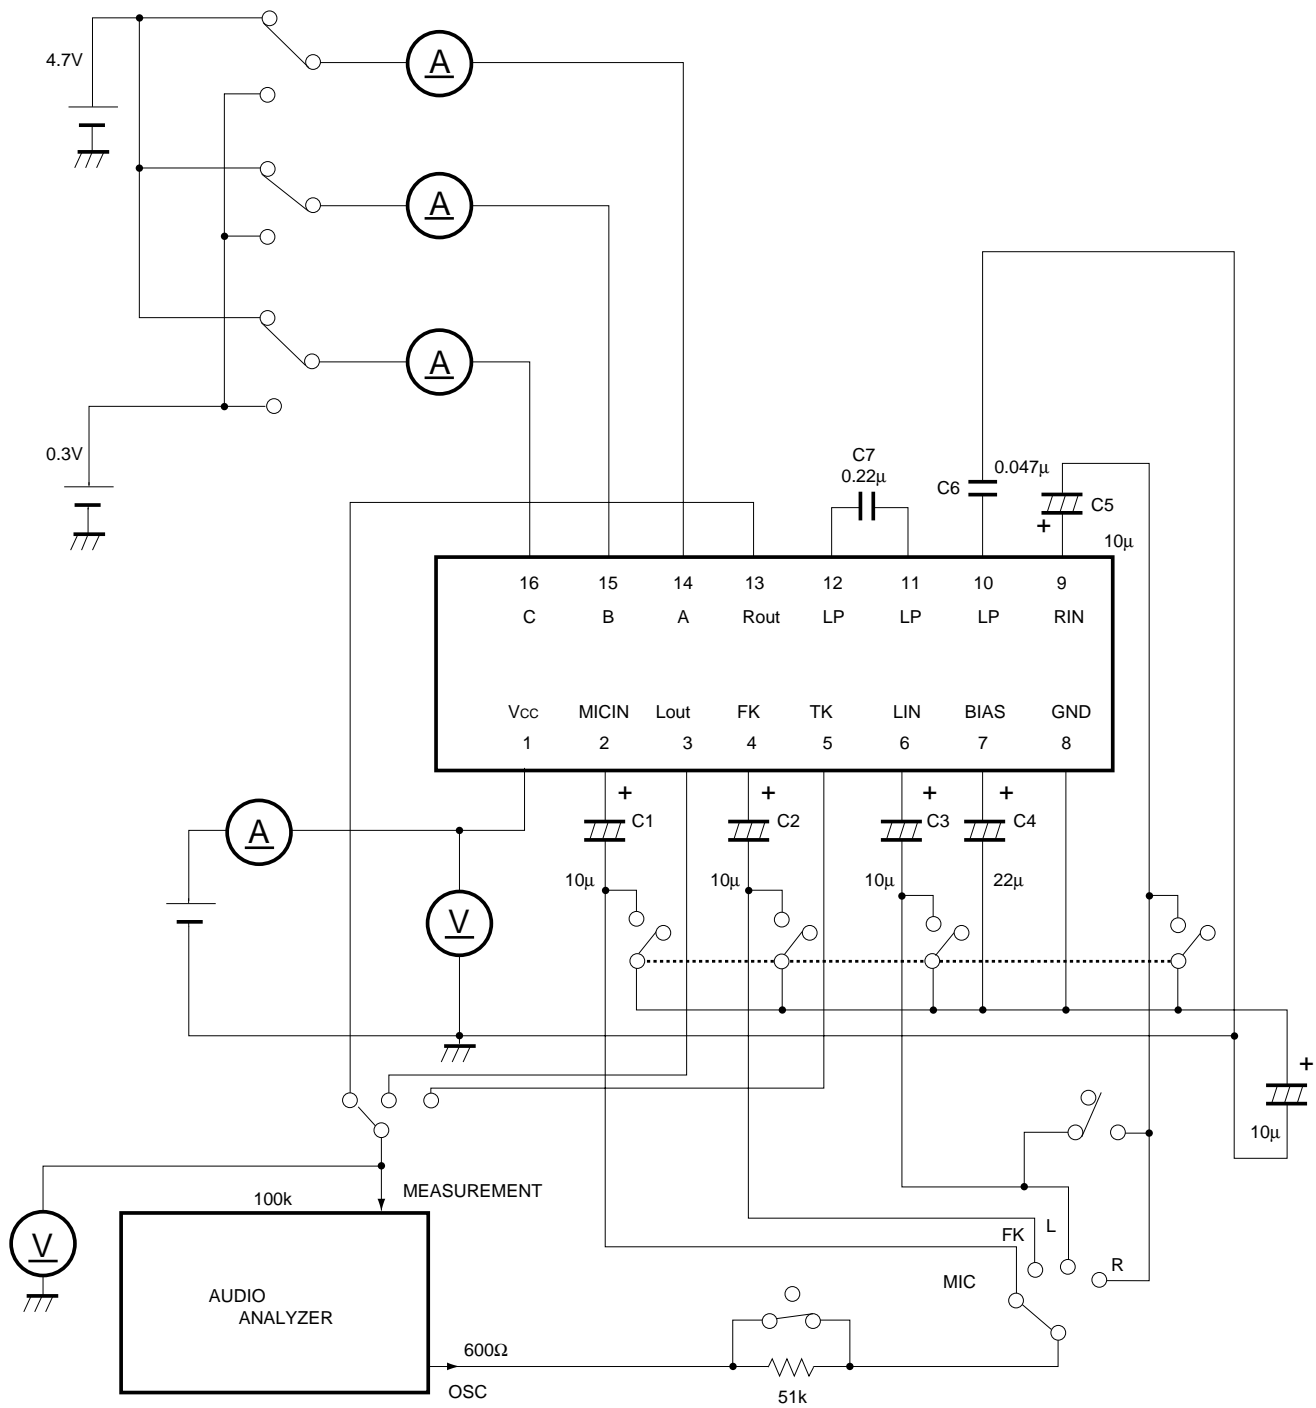 4.7V
A
A
A
0.3V
C7
0.22µ
C6
0.047µ
+
C5
10µ
16 15 14 13 12 11 10 9
C B A Rout LP LP LP RIN
Vcc MICIN Lout FK TK LIN BIAS GND
1 2 3 4 5 6 7 8
+ + + +
A
C1 C2 C3 C4
10µ 10µ 10µ 22µ
V
+
10µ
MEASUREMENT
100k
V
L
FK
R
MIC
AUDIO
ANALYZER
600Ω
OSC
51k